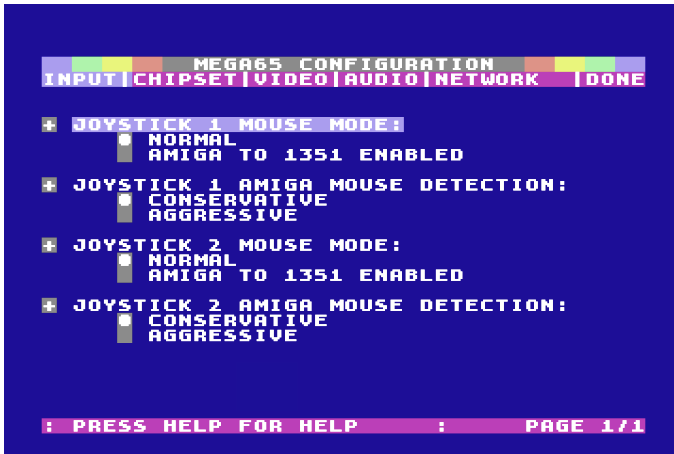 MEGA65 CONFIGURATION
INPUT|CHIPSET|VIDEO|AUDIO|NETWORK |DONE
+ JOYSTICK 1 MOUSE MODE:
NORMAL
AMIGA TO 1351 ENABLED
+ JOYSTICK 1 AMIGA MOUSE DETECTION:
CONSERVATIVE
AGGRESSIVE
+ JOYSTICK 2 MOUSE MODE:
NORMAL
AMIGA TO 1351 ENABLED
+ JOYSTICK 2 AMIGA MOUSE DETECTION:
CONSERVATIVE
AGGRESSIVE
: PRESS HELP FOR HELP : PAGE 1/1